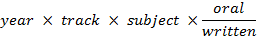 year × track × subject × oral/written